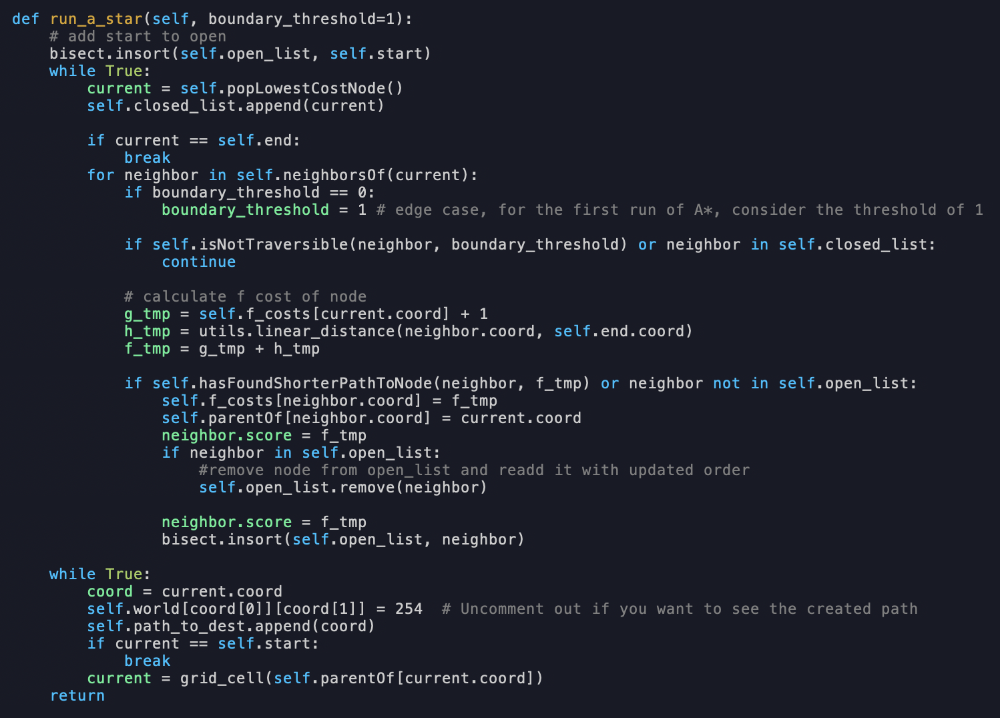 def run_a_star(self, boundary_threshold=1):
    # add start to open
    bisect.insort(self.open_list, self.start)
    while True:
        current = self.popLowestCostNode()
        self.closed_list.append(current)

        if current == self.end:
            break
        for neighbor in self.neighborsOf(current):
            if boundary_threshold == 0:
                boundary_threshold = 1 # edge case, for the first run of A*, consider the threshold of 1

            if self.isNotTraversible(neighbor, boundary_threshold) or neighbor in self.closed_list:
                continue

            # calculate f cost of node
            g_tmp = self.f_costs[current.coord] + 1
            h_tmp = utils.linear_distance(neighbor.coord, self.end.coord)
            f_tmp = g_tmp + h_tmp

            if self.hasFoundShorterPathToNode(neighbor, f_tmp) or neighbor not in self.open_list:
                self.f_costs[neighbor.coord] = f_tmp
                self.parentOf[neighbor.coord] = current.coord
                neighbor.score = f_tmp
                if neighbor in self.open_list:
                    #remove node from open_list and readd it with updated order
                    self.open_list.remove(neighbor)

                neighbor.score = f_tmp
                bisect.insort(self.open_list, neighbor)

    while True:
        coord = current.coord
        self.world[coord[0]][coord[1]] = 254  # Uncomment out if you want to see the created path
        self.path_to_dest.append(coord)
        if current == self.start:
            break
        current = grid_cell(self.parentOf[current.coord])
    return